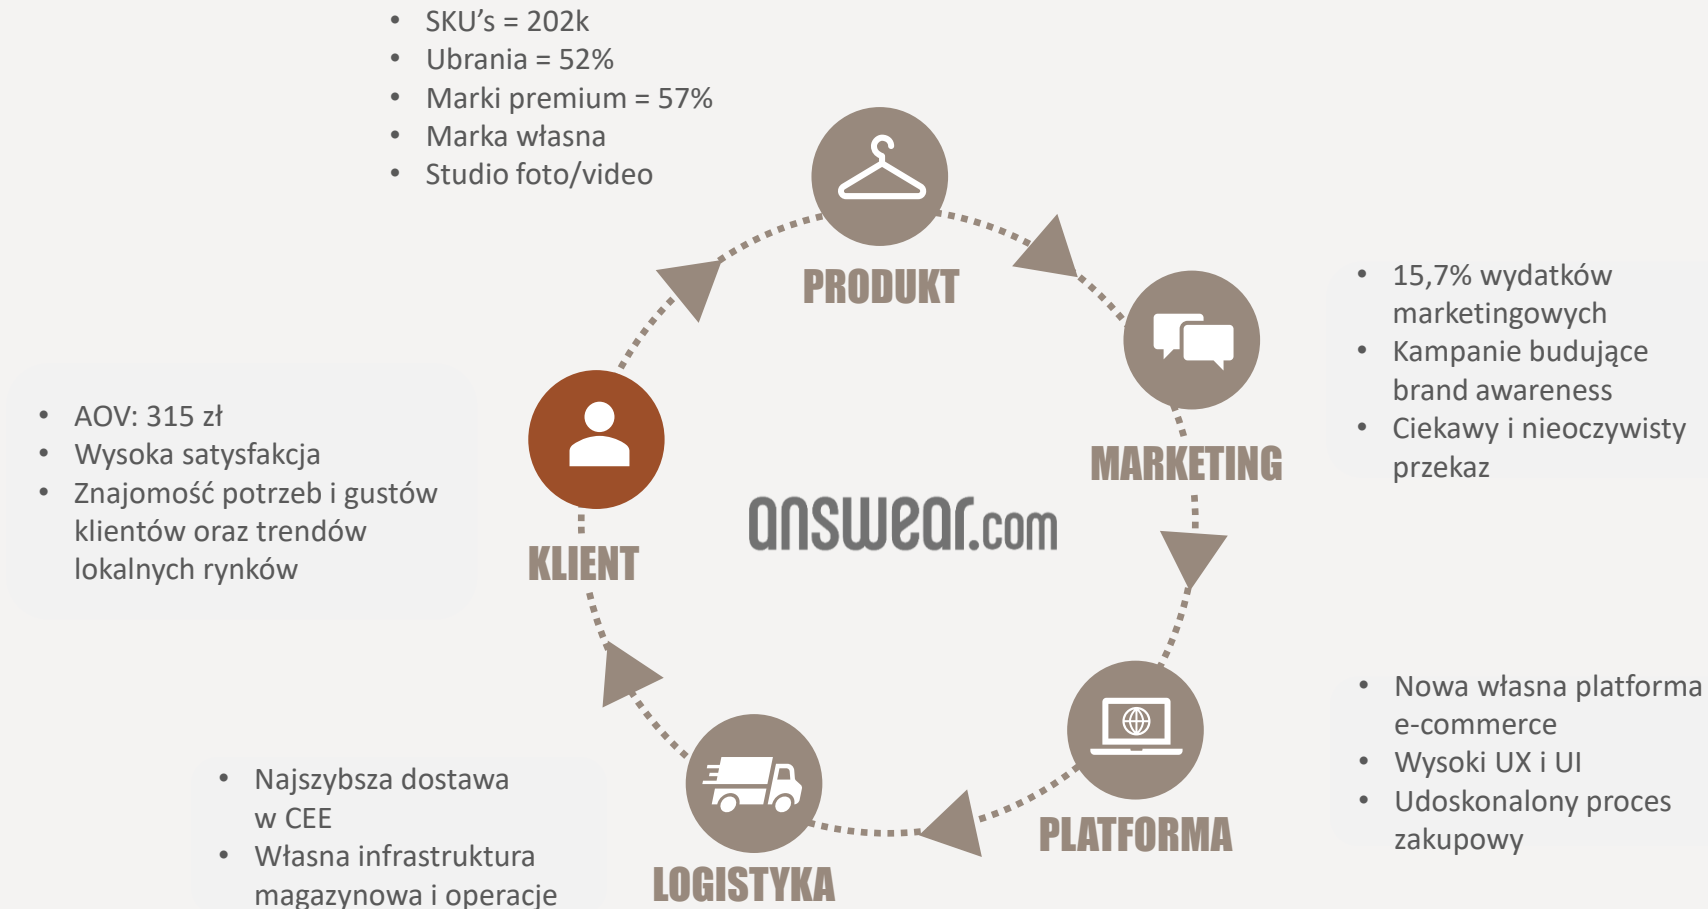 • SKU’s = 202k
• Ubrania = 52%
• Marki premium = 57%
• Marka własna
• Studio foto/video
PRODUKT
• 15,7% wydatków
marketingowych
• Kampanie budujące
brand awareness
• Ciekawy i nieoczywisty
przekaz
MARKETING
• AOV: 315 zł
• Wysoka satysfakcja
• Znajomość potrzeb i gustów
klientów oraz trendów
lokalnych rynków
KLIENT
answear.com
• Nowa własna platforma
e-commerce
• Wysoki UX i UI
• Udoskonalony proces
zakupowy
PLATFORMA
• Najszybsza dostawa
w CEE
• Własna infrastruktura
magazynowa i operacje
LOGISTYKA